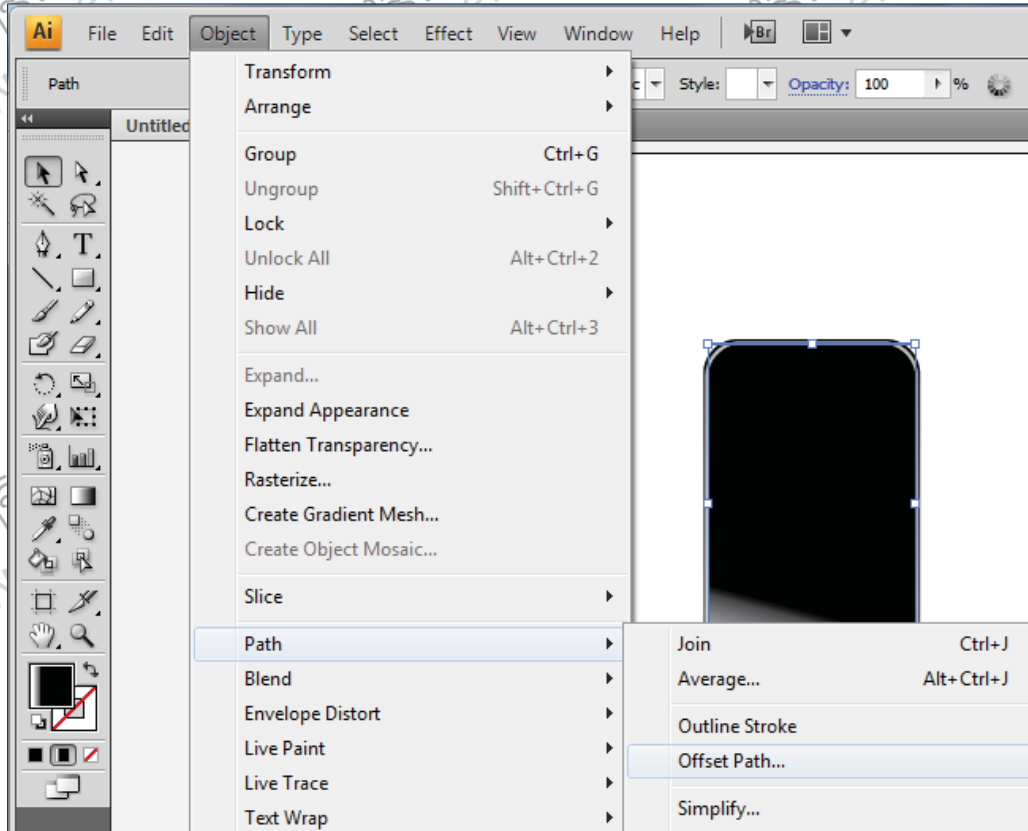 Ai File Edit Object Type Select Effect View Window Help Br
Path c Style: Opacity: 100 %
Untitled
Transform
Arrange
Group Ctrl+G
Ungroup Shift+Ctrl+G
Lock
Unlock All Alt+Ctrl+2
Hide
Show All Alt+Ctrl+3
Expand...
Expand Appearance
Flatten Transparency...
Rasterize...
Create Gradient Mesh...
Create Object Mosaic...
Slice
Path
Blend
Envelope Distort
Live Paint
Live Trace
Text Wrap
Join Ctrl+J
Average... Alt+Ctrl+J
Outline Stroke
Offset Path...
Simplify...